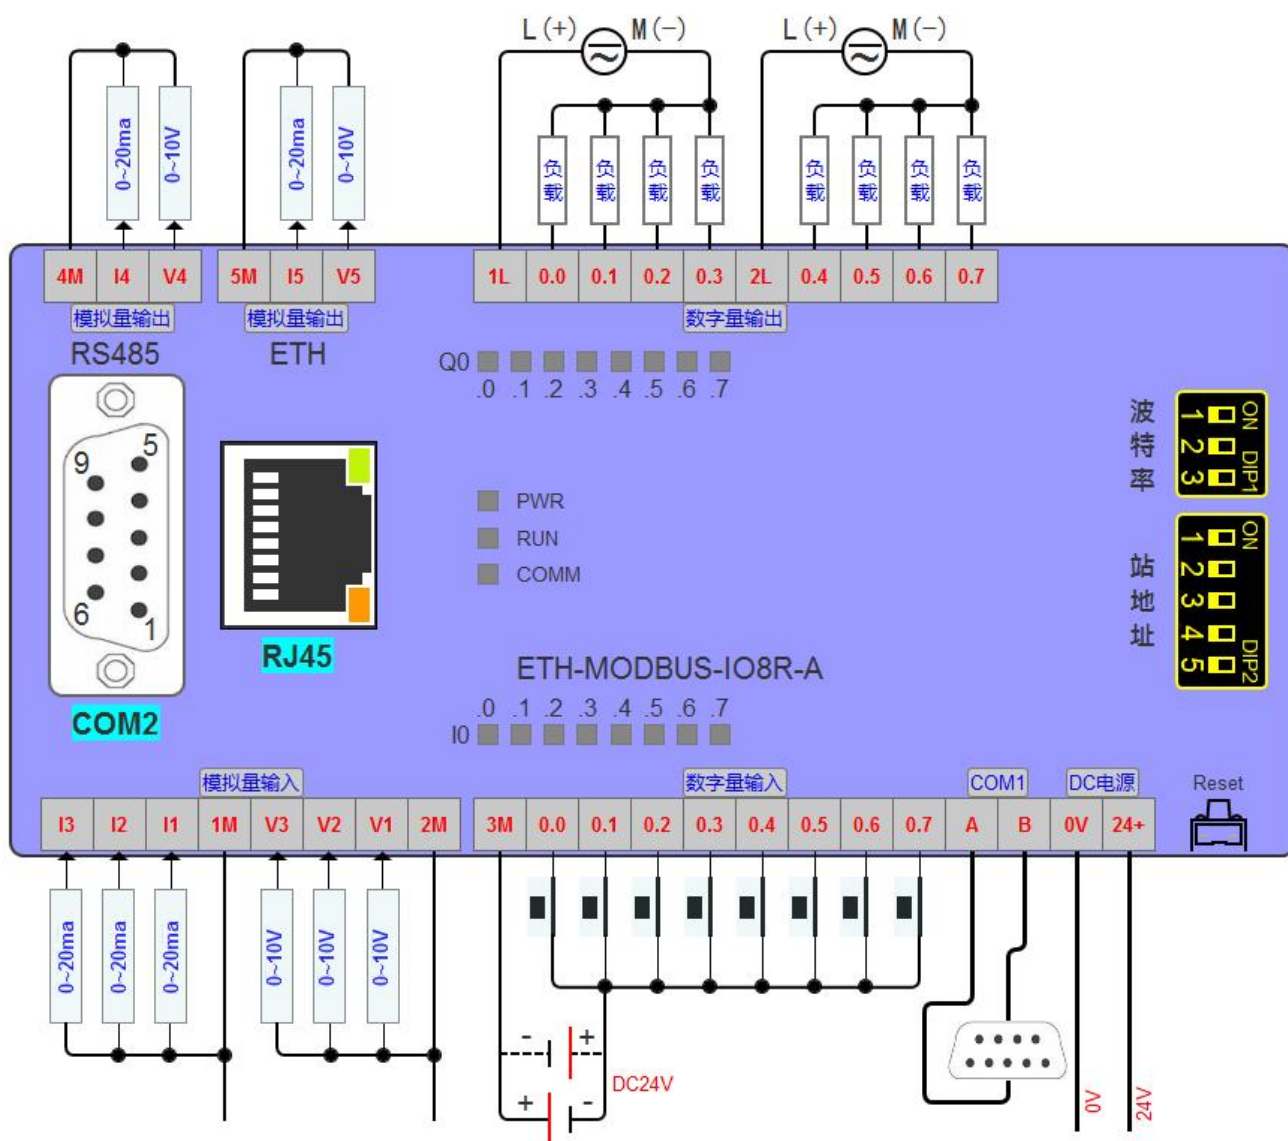 L(+) M(−) L(+) M(−)
0~20ma 0~10V 0~20ma 0~10V
负载 负载 负载 负载 负载 负载 负载 负载
4M I4 V4 5M I5 V5 1L 0.0 0.1 0.2 0.3 2L 0.4 0.5 0.6 0.7
模拟量输出 模拟量输出 数字量输出
RS485 ETH
Q0
.0 .1 .2 .3 .4 .5 .6 .7
波特率
1 2 3 ON DIP1
5
9
6
1
PWR
RUN
COMM
站地址
1 2 3 4 5 ON DIP2
RJ45
COM2
ETH-MODBUS-IO8R-A
.0 .1 .2 .3 .4 .5 .6 .7
I0
模拟量输入 数字量输入 COM1 DC电源 Reset
I3 I2 I1 1M V3 V2 V1 2M 3M 0.0 0.1 0.2 0.3 0.4 0.5 0.6 0.7 A B 0V 24+
0~20ma 0~20ma 0~20ma 0~10V 0~10V 0~10V
- +
DC24V
+ -
0V 24V